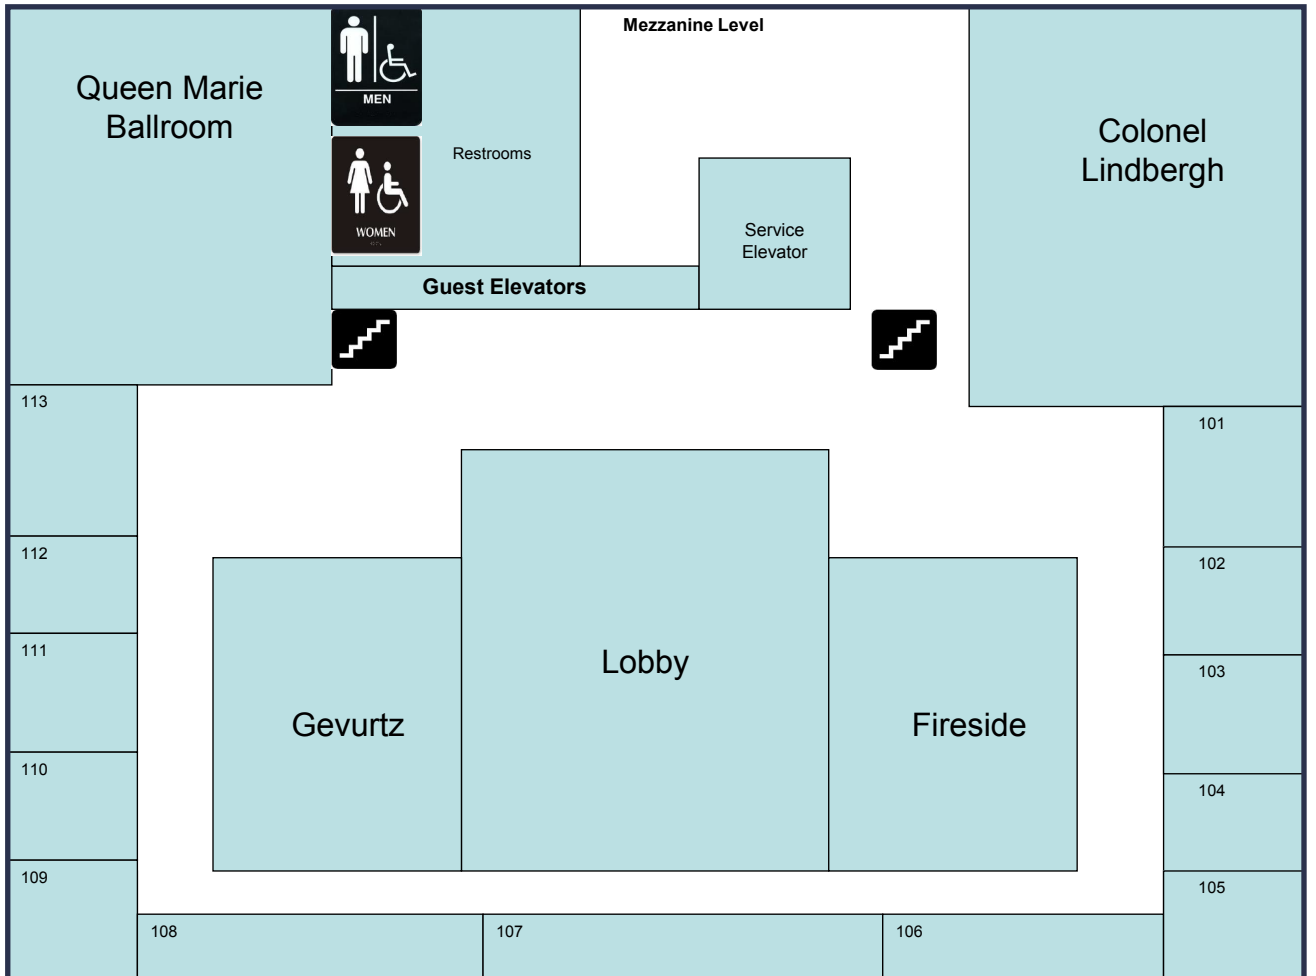 Mezzanine Level
Queen Marie
Ballroom
MEN
Restrooms
WOMEN
Colonel
Lindbergh
Service
Elevator
Guest Elevators
113
101
112
102
111
103
Lobby
Gevurtz
Fireside
110
104
109
105
108
107
106